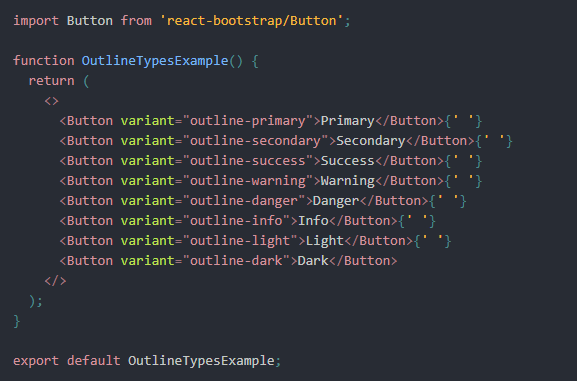 import Button from 'react-bootstrap/Button';

function OutlineTypesExample() {
  return (
    <>
      <Button variant="outline-primary">Primary</Button>{' '}
      <Button variant="outline-secondary">Secondary</Button>{' '}
      <Button variant="outline-success">Success</Button>{' '}
      <Button variant="outline-warning">Warning</Button>{' '}
      <Button variant="outline-danger">Danger</Button>{' '}
      <Button variant="outline-info">Info</Button>{' '}
      <Button variant="outline-light">Light</Button>{' '}
      <Button variant="outline-dark">Dark</Button>
    </>
  );
}

export default OutlineTypesExample;